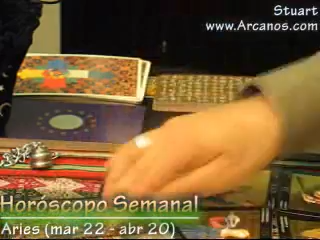 Stuart
www.Arcanos.com
Horóscopo Semanal
Aries (mar 22 - abr 20)